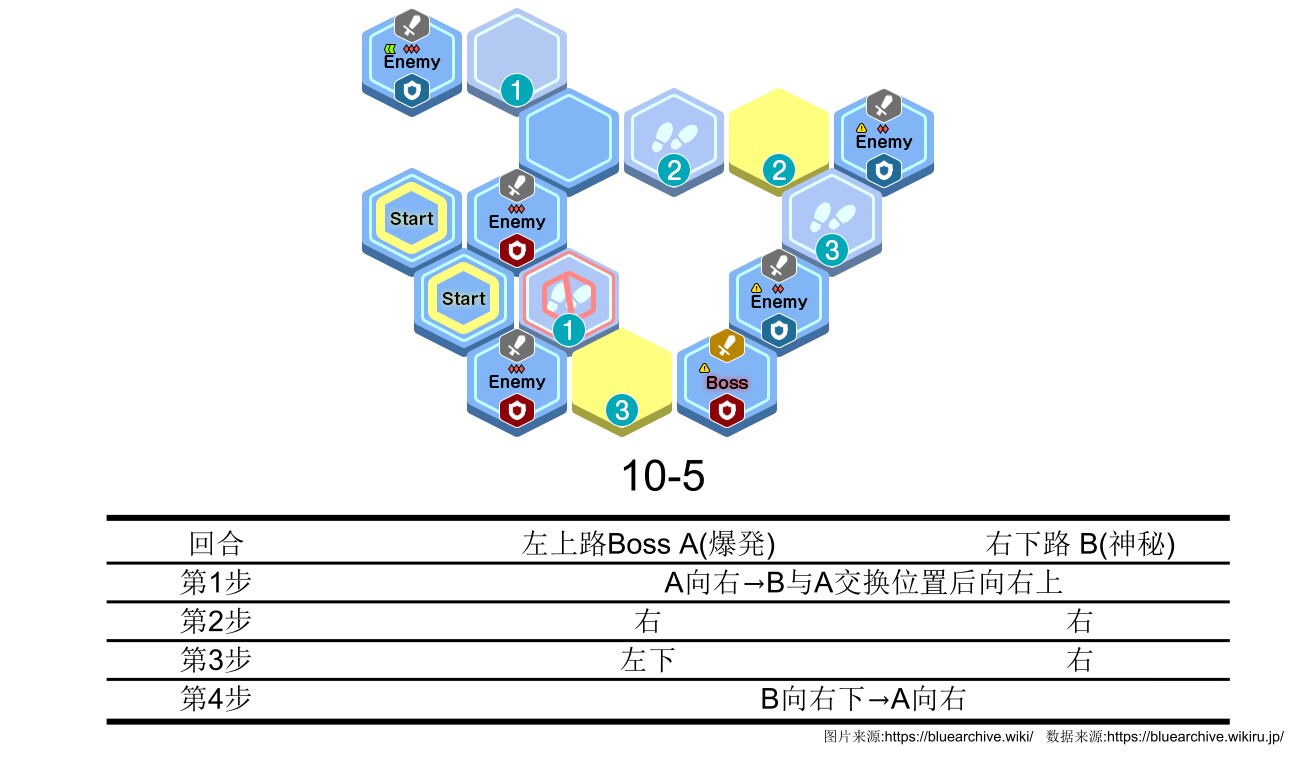 Enemy
1
2
2
Enemy
Start
Enemy
3
Start
1
Enemy
Enemy
3
Boss
10-5
回合 左上路Boss A(爆発) 右下路 B(神秘)
第1步 A向右→B与A交换位置后向右上
第2步 右 右
第3步 左下 右
第4步 B向右下→A向右
图片来源:https://bluearchive.wiki/ 数据来源:https://bluearchive.wikiru.jp/